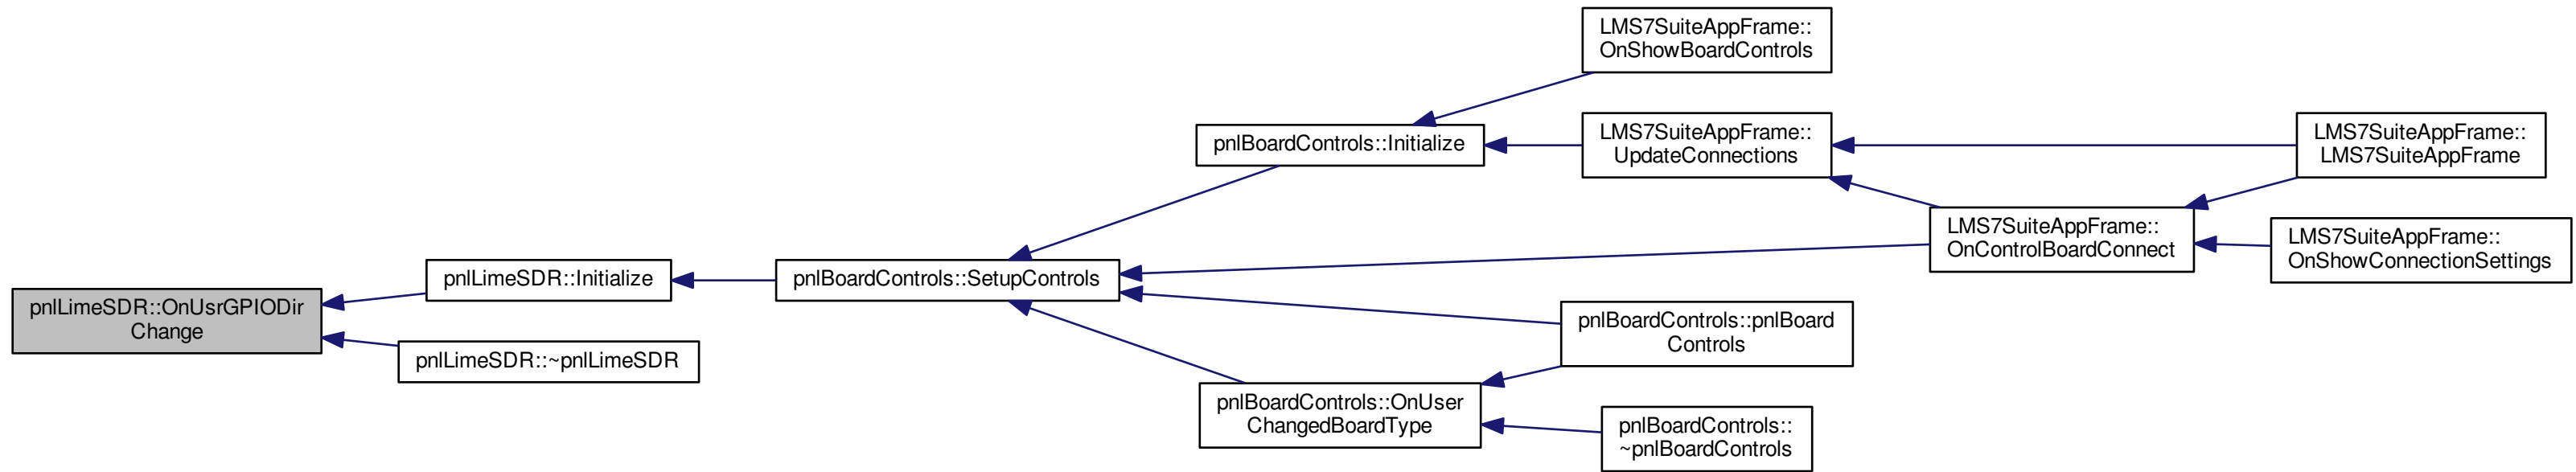 LMS7SuiteAppFrame::
OnShowBoardControls
pnlBoardControls::Initialize
LMS7SuiteAppFrame::
UpdateConnections
LMS7SuiteAppFrame::
LMS7SuiteAppFrame
LMS7SuiteAppFrame::
OnControlBoardConnect
LMS7SuiteAppFrame::
OnShowConnectionSettings
pnlLimeSDR::Initialize
pnlBoardControls::SetupControls
pnlLimeSDR::OnUsrGPIODir
Change
pnlBoardControls::pnlBoard
Controls
pnlLimeSDR::~pnlLimeSDR
pnlBoardControls::OnUser
ChangedBoardType
pnlBoardControls::
~pnlBoardControls